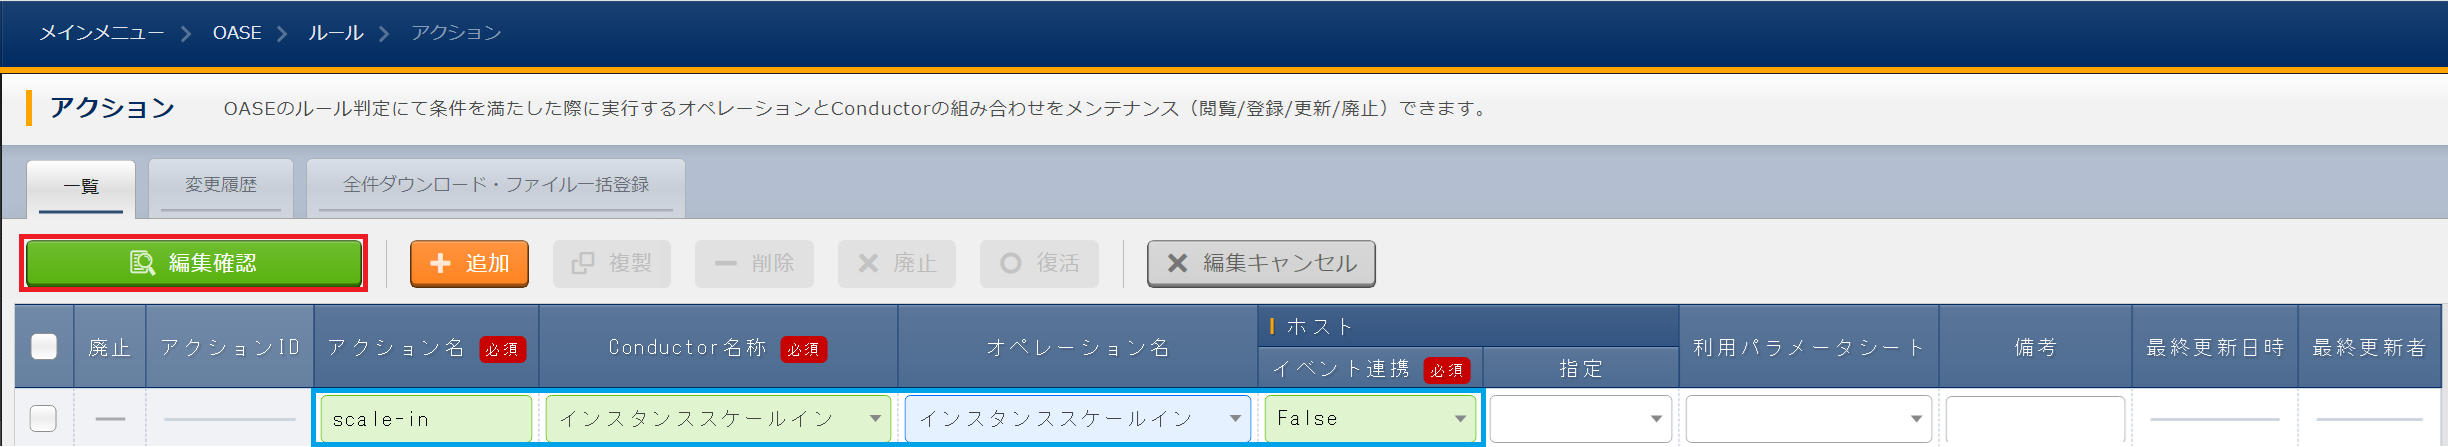 メインメニュー > OASE > ルール > アクション
アクション OASEのルール判定にて条件を満たした際に実行するオペレーションとConductorの組み合わせをメンテナンス（閲覧/登録/更新/廃止）できます。
一覧 変更履歴 全件ダウンロード・ファイル一括登録
編集確認 追加 複製 削除 廃止 復活 編集キャンセル
ホスト
廃止 アクションID アクション名 必須 Conductor名称 必須 オペレーション名 イベント連携 必須 指定 利用パラメータシート 備考 最終更新日時 最終更新者
scale-in インスタンススケールイン インスタンススケールイン False